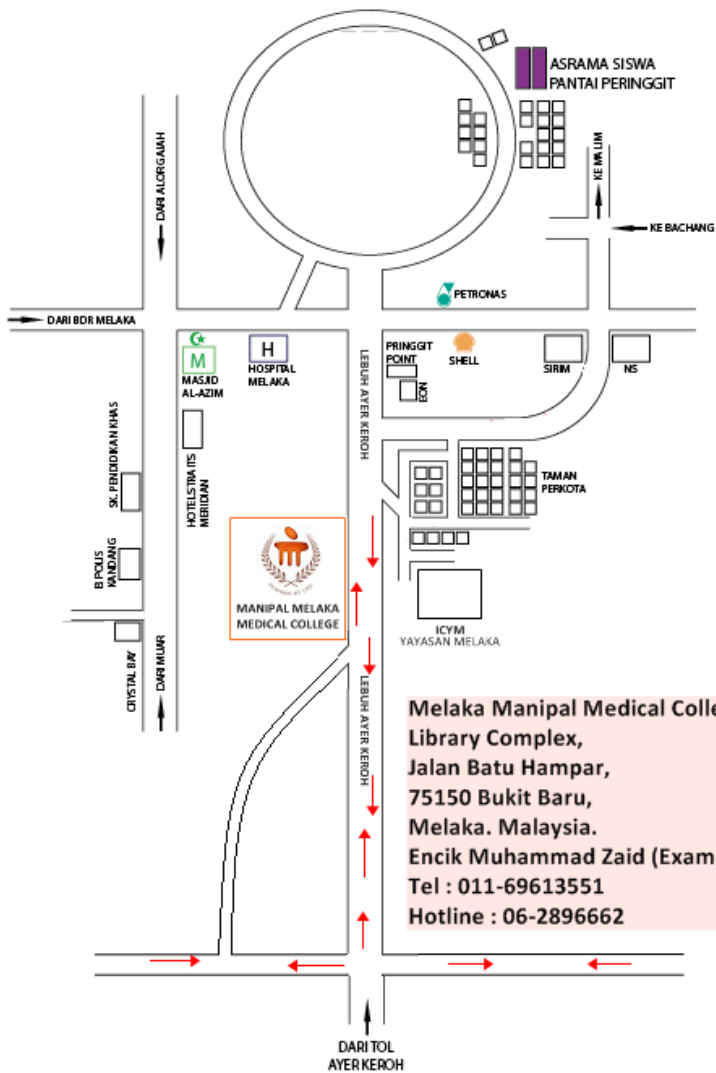 ASRAMA SISWA
PANTAI PERINGGIT
DARI ALORGAJAH
KE MALIM
KE BACHANG
PETRONAS
DARI BDR MELAKA
M
MASJID
AL-AZIM
H
HOSPITAL
MELAKA
LEBUH AYER KEROH
PRINGGIT
POINT
EON
SHELL
SIRIM
NS
SK. PENDIDIKAN KHAS
HOTEL STRAITS
MERIDIAN
TAMAN
PERKOTA
B POLIS
KANDANG
MANIPAL MELAKA
MEDICAL COLLEGE
ICYM
YAYASAN MELAKA
CRYSTAL BAY
DARI MUAR
LEBUH AYER KEROH
Melaka Manipal Medical Colle
Library Complex,
Jalan Batu Hampar,
75150 Bukit Baru,
Melaka. Malaysia.
Encik Muhammad Zaid (Exam
Tel : 011-69613551
Hotline : 06-2896662
DARI TOL
AYER KEROH